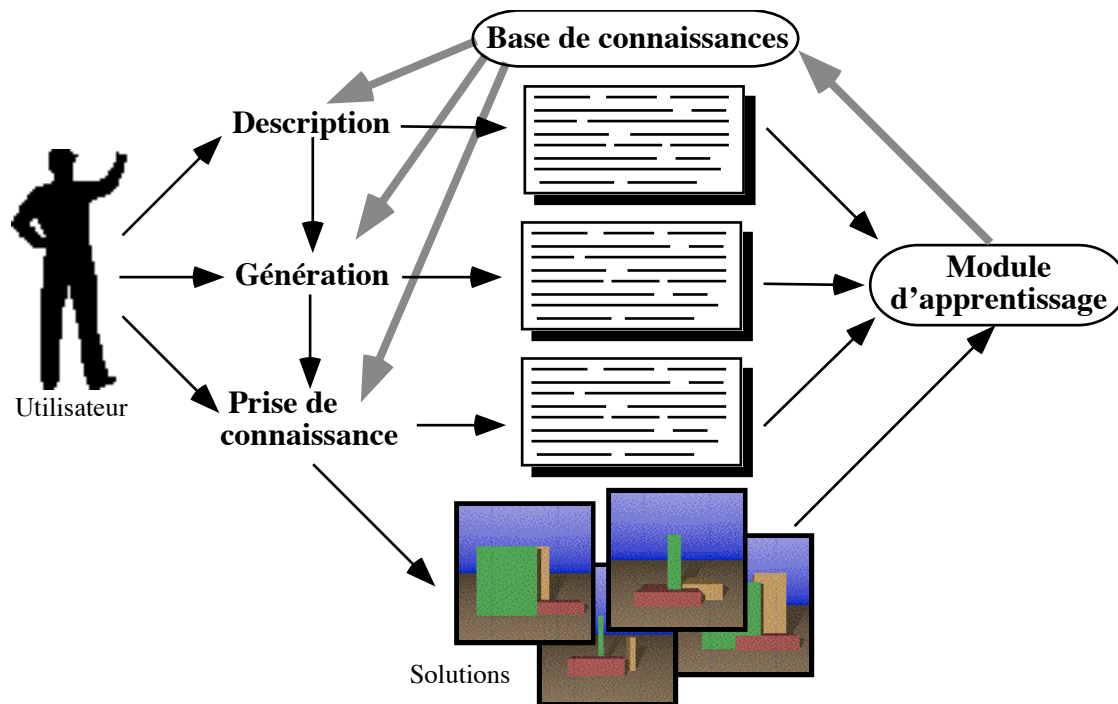 Base de connaissances
Description
Génération
Module
d’apprentissage
Utilisateur
Prise de
connaissance
Solutions